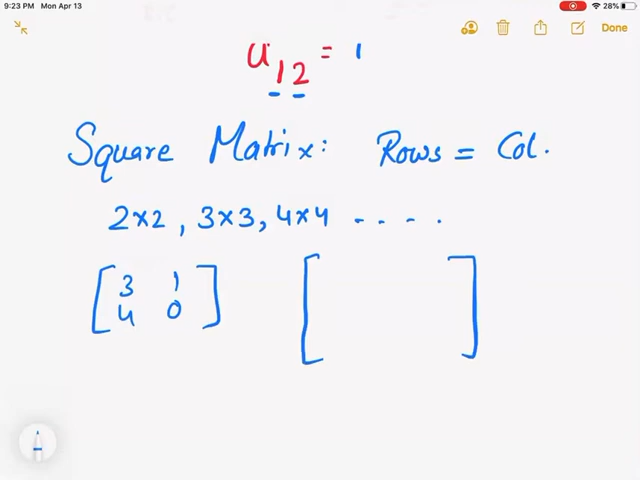 9:23 PM Mon Apr 13 28%
Done
a12 = 1
Square Matrix: Rows = Col.
2x2, 3x3, 4x4 - - - - .
[3 1
4 0] [ ]